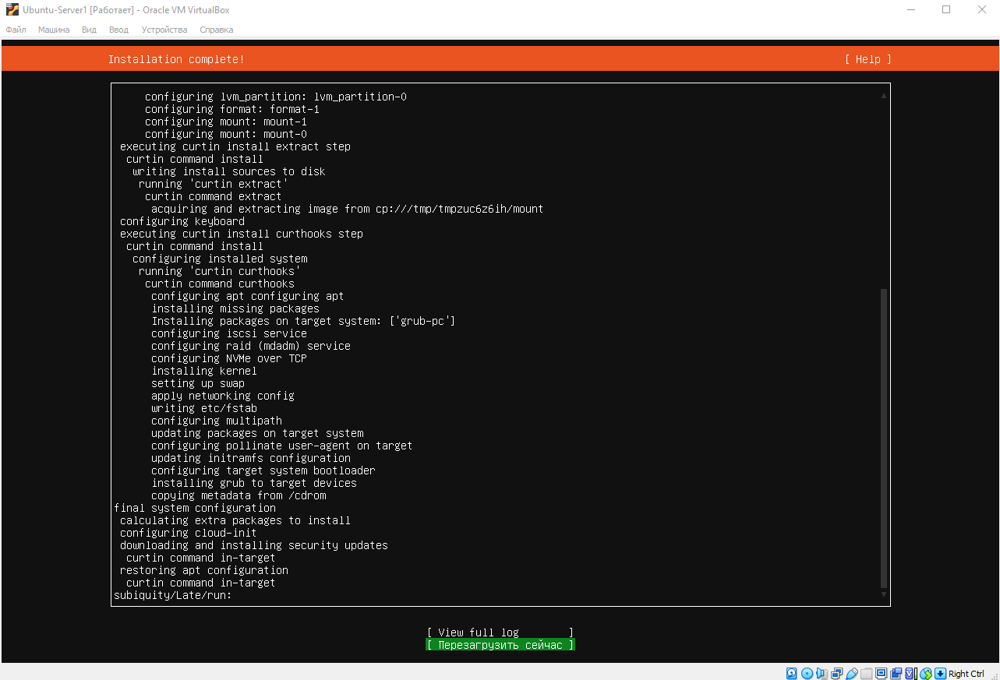 Ubuntu-Server1 [Работает] - Oracle VM VirtualBox
Файл Машина Вид Ввод Устройства Справка
Installation complete! [ Help ]
configuring lvm_partition: lvm_partition-0
configuring format: format-1
configuring mount: mount-1
configuring mount: mount-0
executing curtin install extract step
curtin command install
writing install sources to disk
running 'curtin extract'
curtin command extract
acquiring and extracting image from cp:///tmp/tmpzuc6z6ih/mount
configuring keyboard
executing curtin install curthooks step
curtin command install
configuring installed system
running 'curtin curthooks'
curtin command curthooks
configuring apt configuring apt
installing missing packages
Installing packages on target system: ['grub-pc']
configuring iscsi service
configuring raid (mdadm) service
configuring NVMe over TCP
installing kernel
setting up swap
apply networking config
writing etc/fstab
configuring multipath
updating packages on target system
configuring pollinate user-agent on target
updating initramfs configuration
configuring target system bootloader
installing grub to target devices
copying metadata from /cdrom
final system configuration
calculating extra packages to install
configuring cloud-init
downloading and installing security updates
curtin command in-target
restoring apt configuration
curtin command in-target
subiquity/Late/run:
[ View full log ]
[ Перезагрузить сейчас ]
Right Ctrl